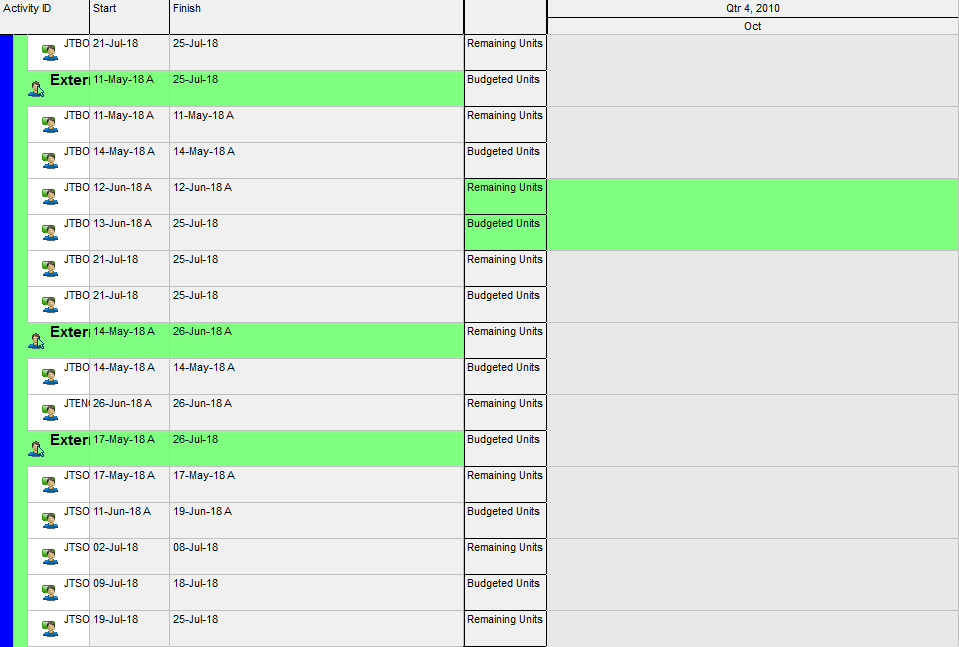 Activity ID Start Finish Qtr 4, 2010
Oct
JTBO 21-Jul-18 25-Jul-18 Remaining Units
Exter 11-May-18 A 25-Jul-18 Budgeted Units
JTBO 11-May-18 A 11-May-18 A Remaining Units
JTBO 14-May-18 A 14-May-18 A Budgeted Units
JTBO 12-Jun-18 A 12-Jun-18 A Remaining Units
JTBO 13-Jun-18 A 25-Jul-18 Budgeted Units
JTBO 21-Jul-18 25-Jul-18 Remaining Units
JTBO 21-Jul-18 25-Jul-18 Budgeted Units
Exter 14-May-18 A 26-Jun-18 A Remaining Units
JTBO 14-May-18 A 14-May-18 A Budgeted Units
JTEN 26-Jun-18 A 26-Jun-18 A Remaining Units
Exter 17-May-18 A 26-Jul-18 Budgeted Units
JTSO 17-May-18 A 17-May-18 A Remaining Units
JTSO 11-Jun-18 A 19-Jun-18 A Budgeted Units
JTSO 02-Jul-18 08-Jul-18 Remaining Units
JTSO 09-Jul-18 18-Jul-18 Budgeted Units
JTSO 19-Jul-18 25-Jul-18 Remaining Units